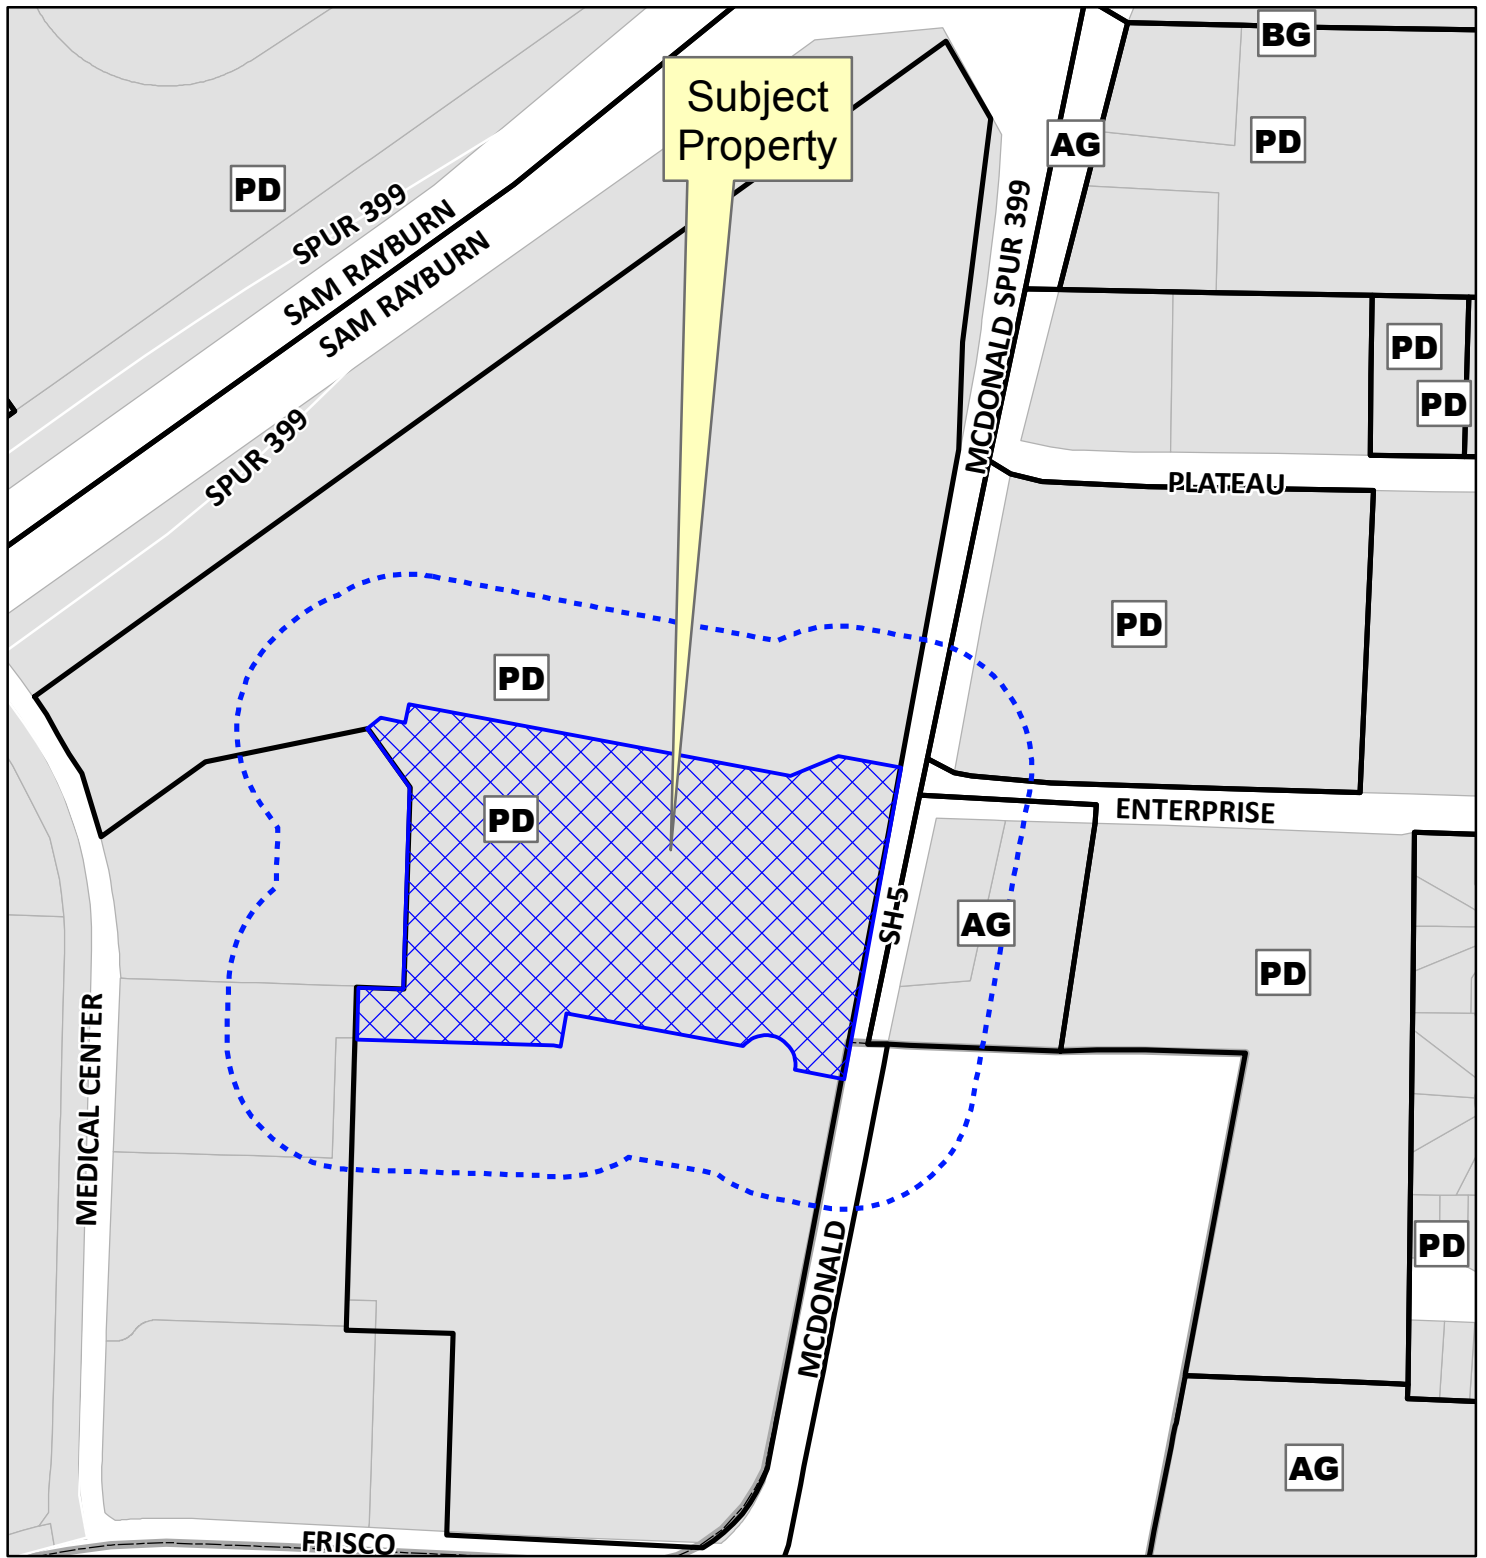 BG
Subject
Property
PD
AG
PD
SPUR 399
SAM RAYBURN
SAM RAYBURN
MCDONALD SPUR 399
PD
PD
SPUR 399
PLATEAU
PD
PD
PD
ENTERPRISE
SH-5
AG
PD
MEDICAL CENTER
PD
MCDONALD
AG
FRISCO